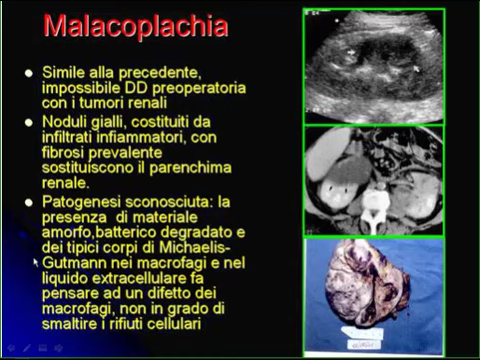 Malacoplachia
Simile alla precedente,
impossibile DD preoperatoria
con i tumori renali
Noduli gialli, costituiti da
infiltrati infiammatori, con
fibrosi prevalente
sostituiscono il parenchima
renale.
Patogenesi sconosciuta: la
presenza di materiale
amorfo,batterico degradato e
dei tipici corpi di Michaelis-
Gutmann nei macrofagi e nel
liquido extracellulare fa
pensare ad un difetto dei
macrofagi, non in grado di
smaltire i rifiuti cellulari